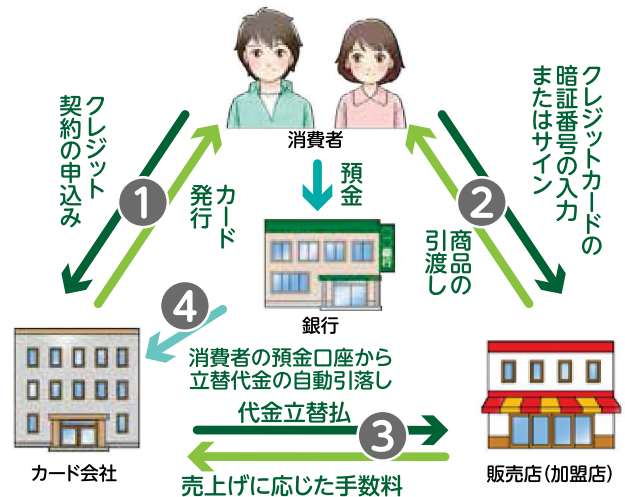 消費者
クレジット
契約の申込み
1
カード
発行
預金
2
クレジットカードの
暗証番号の入力
またはサイン
商品の
引渡し
銀行
銀行
4
消費者の預金口座から
立替代金の自動引落し
代金立替払
3
売上げに応じた手数料
カード会社
販売店(加盟店)